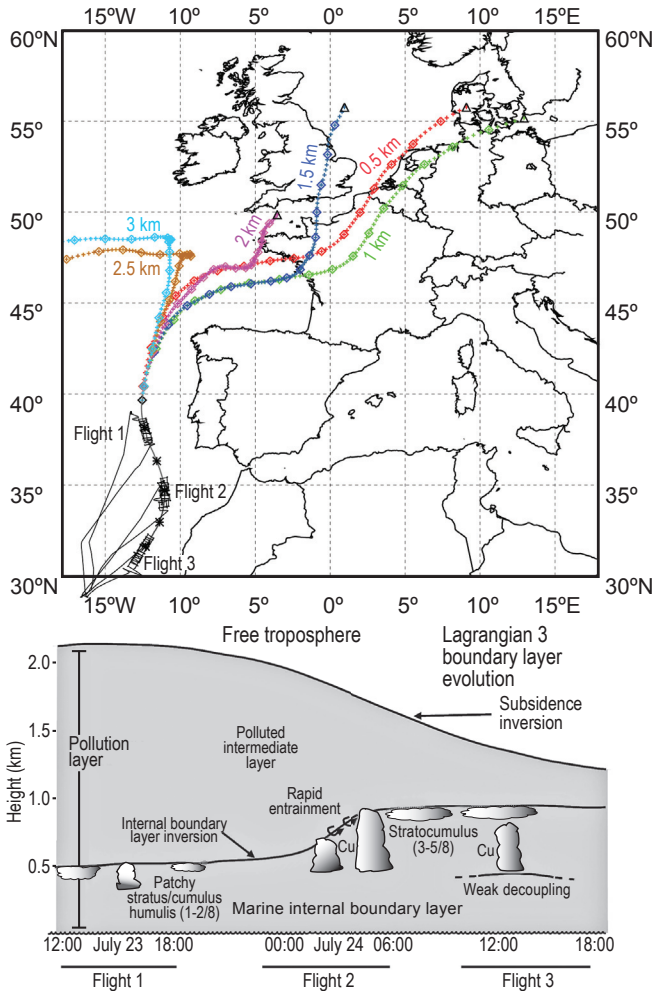 15ºW 10º 5º 0º 5º 10º 15ºE
60ºN
55º
50º
45º
40º
35º
30ºN
60ºN
55º
50º
45º
40º
35º
30ºN
3 km
2.5 km
2 km
1.5 km
0.5 km
1 km
Flight 1
Flight 2
Flight 3
15ºW 10º 5º 0º 5º 10º 15ºE
Free troposphere
Lagrangian 3
boundary layer
evolution
Subsidence
inversion
Height (km)
2.0
1.5
1.0
0.5
0
Pollution
layer
Polluted
intermediate
layer
Rapid
entrainment
Internal boundary
layer inversion
Cu
Stratocumulus
(3-5/8)
Cu
Patchy
stratus/cumulus
humulis (1-2/8)
Weak decoupling
Marine internal boundary layer
12:00 July 23 18:00 00:00 July 24 06:00 12:00 18:00
Flight 1 Flight 2 Flight 3